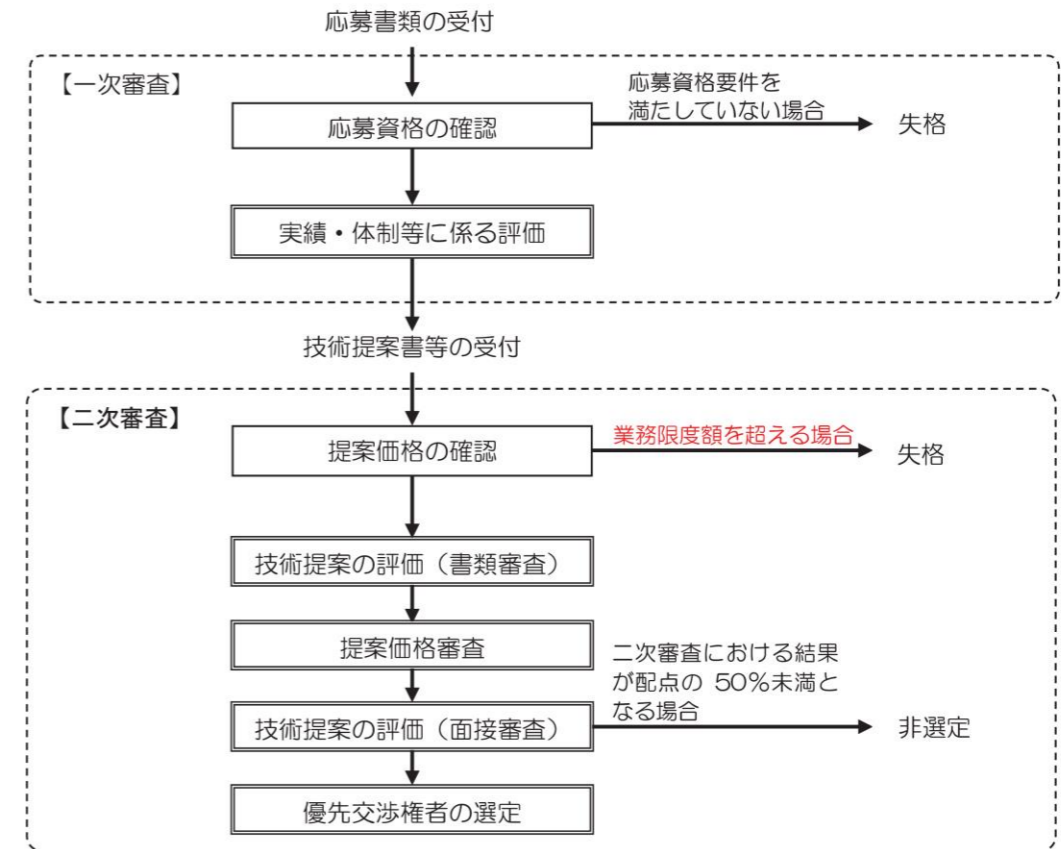 応募書類の受付
【一次審査】
応募資格の確認
応募資格要件を
満たしていない場合
失格
実績・体制等に係る評価
技術提案書等の受付
【二次審査】
提案価格の確認
業務限度額を超える場合
失格
技術提案の評価（書類審査）
提案価格審査
二次審査における結果
が配点の 50%未満と
なる場合
技術提案の評価（面接審査）
非選定
優先交渉権者の選定